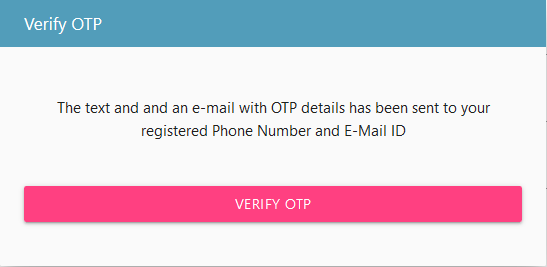 Verify OTP
The text and and an e-mail with OTP details has been sent to your
registered Phone Number and E-Mail ID
VERIFY OTP